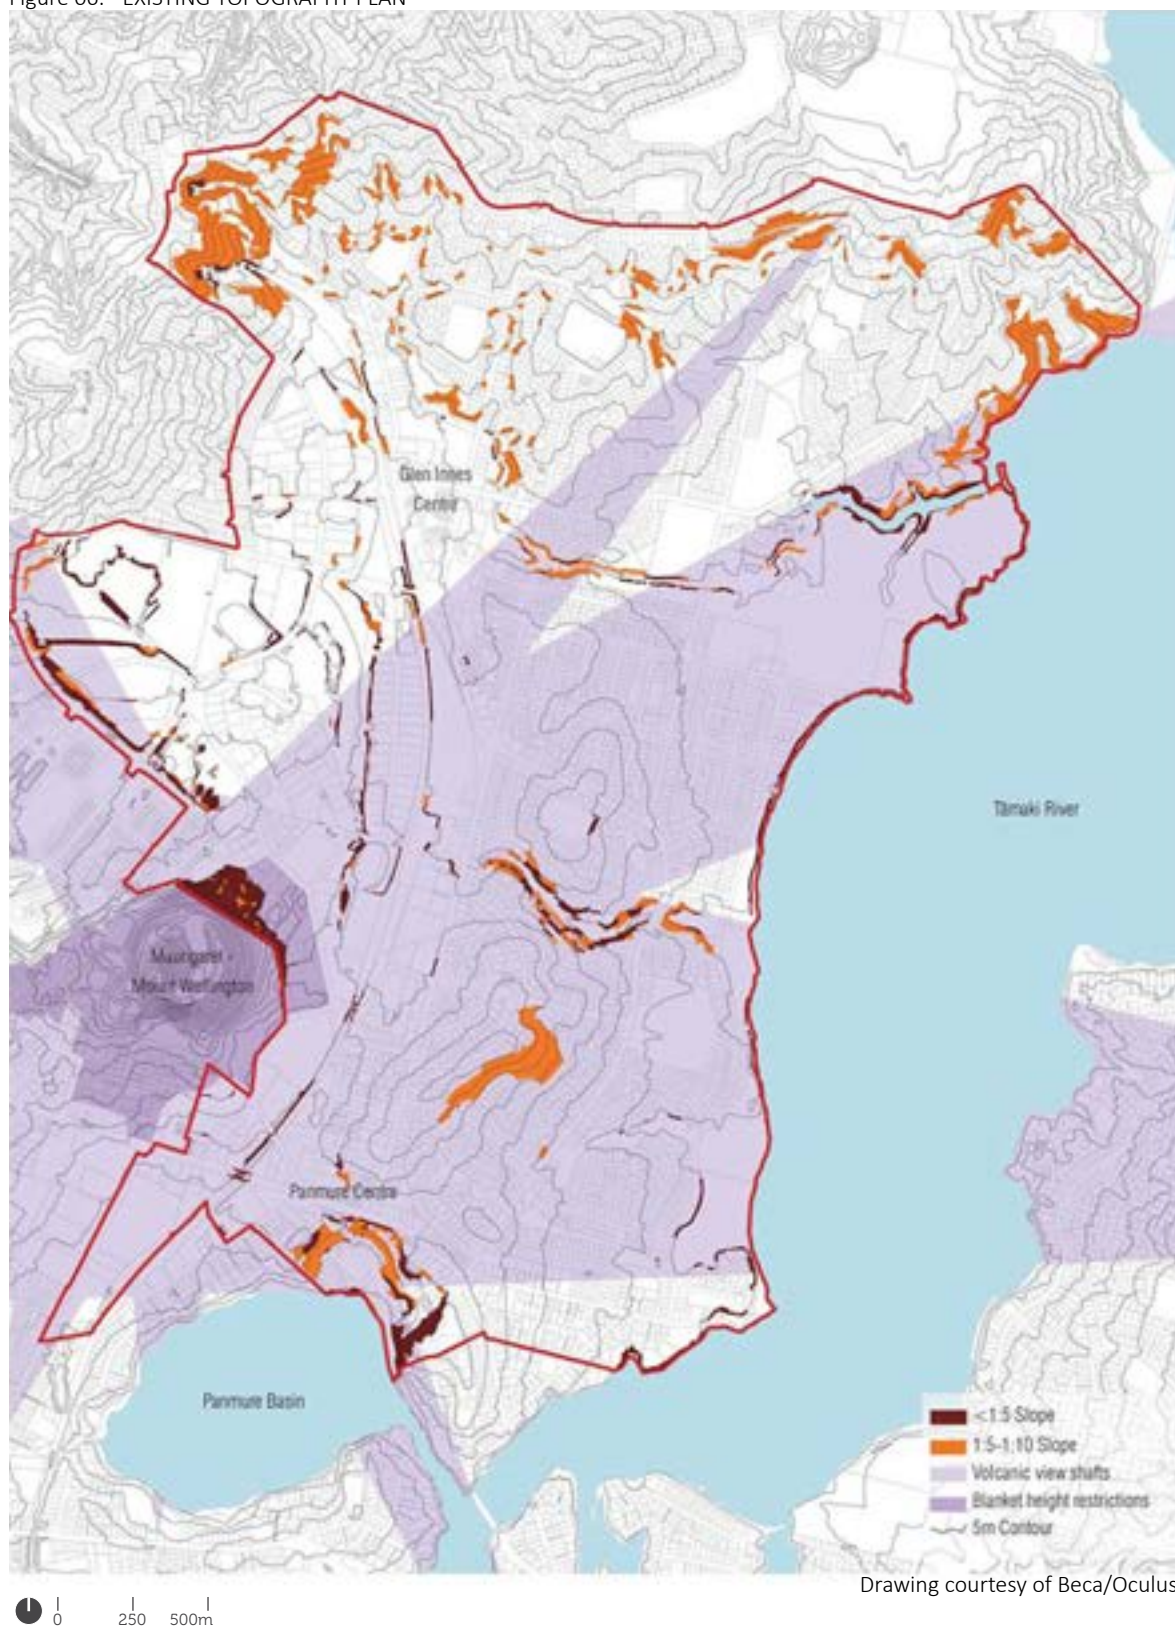 EXISTING TOPOGRAPHY PLAN
Glen Innes
Centre
Tāmaki River
Maungarei -
Mount Wellington
Panmure Centre
Panmure Basin
<1:5 Slope
1:5-1:10 Slope
Volcanic view shafts
Blanket height restrictions
5m Contour
Drawing courtesy of Beca/Oculus
0 250 500m